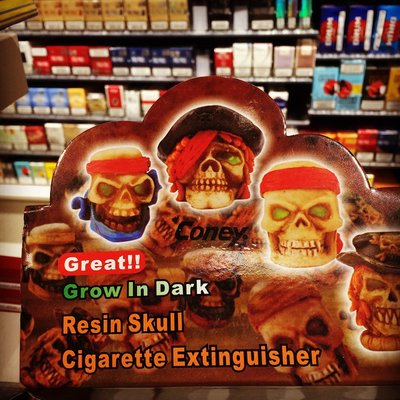 Coney
Great!!
Grow In Dark
Resin Skull
Cigarette Extinguisher